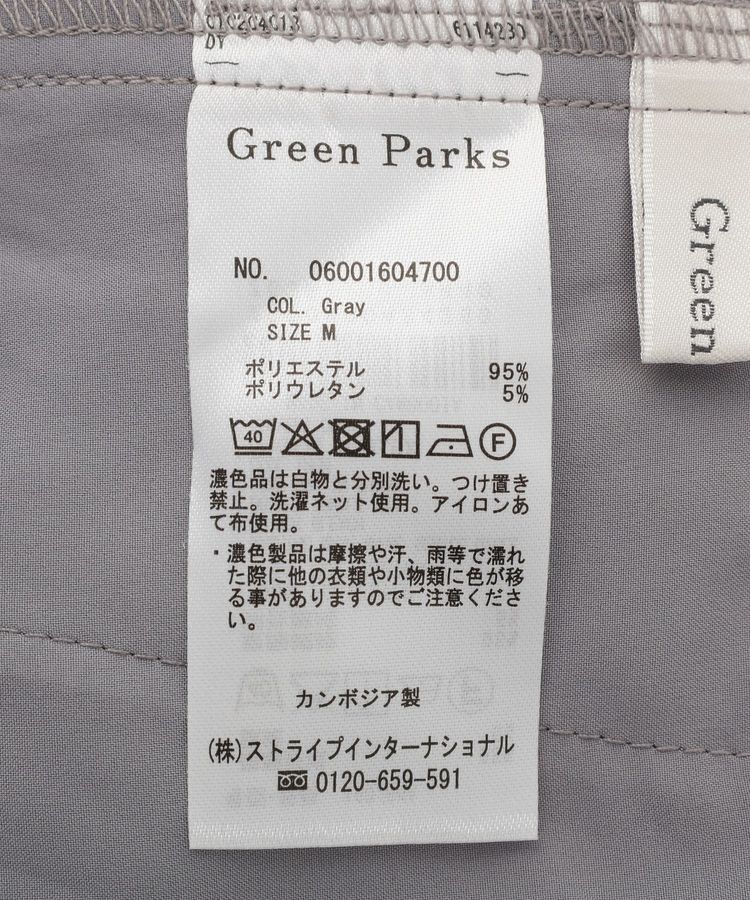 Green Parks
NO. 06001604700
COL. Gray
SIZE M
ポリエステル 95%
ポリウレタン 5%
40 F
濃色品は白物と分別洗い。つけ置き
禁止。洗濯ネット使用。アイロンあ
て布使用。
・濃色製品は摩擦や汗、雨等で濡れ
た際に他の衣類や小物類に色が移
る事がありますのでご注意くださ
い。
カンボジア製
(株)ストライプインターナショナル
0120-659-591
Green